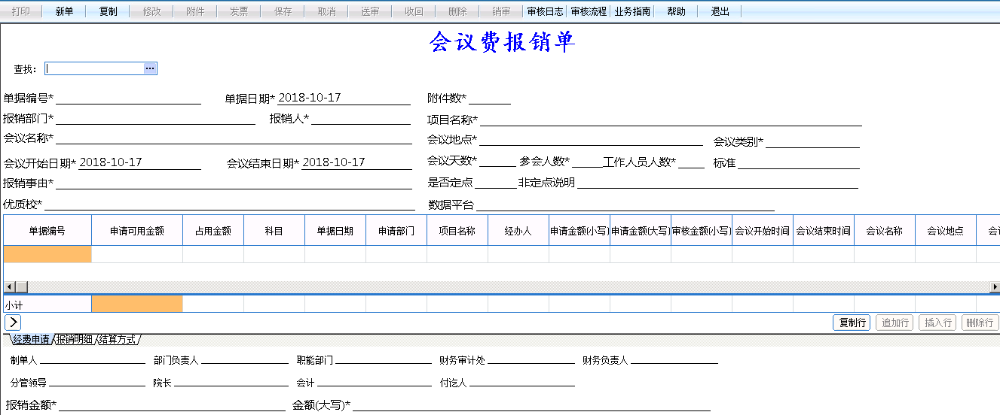 打印 新单 复制 修改 附件 发票 保存 取消 送审 收回 删除 销审 审核日志 审核流程 业务指南 帮助 退出
会议费报销单
查找： ...
单据编号* 单据日期* 2018-10-17 附件数*
报销部门* 报销人* 项目名称*
会议名称* 会议地点* 会议类别*
会议开始日期* 2018-10-17 会议结束日期* 2018-10-17 会议天数* 参会人数* 工作人员人数* 标准
报销事由* 是否定点 非定点说明
优质校* 数据平台
单据编号 申请可用金额 占用金额 科目 单据日期 申请部门 项目名称 经办人 申请金额(小写) 申请金额(大写) 审核金额(小写) 会议开始时间 会议结束时间 会议名称 会议地点 会
小计
复制行 追加行 插入行 删除行
经费申请 报销明细 结算方式
制单人 部门负责人 职能部门 财务审计处 财务负责人
分管领导 院长 会计 付讫人
报销金额* 金额(大写)*